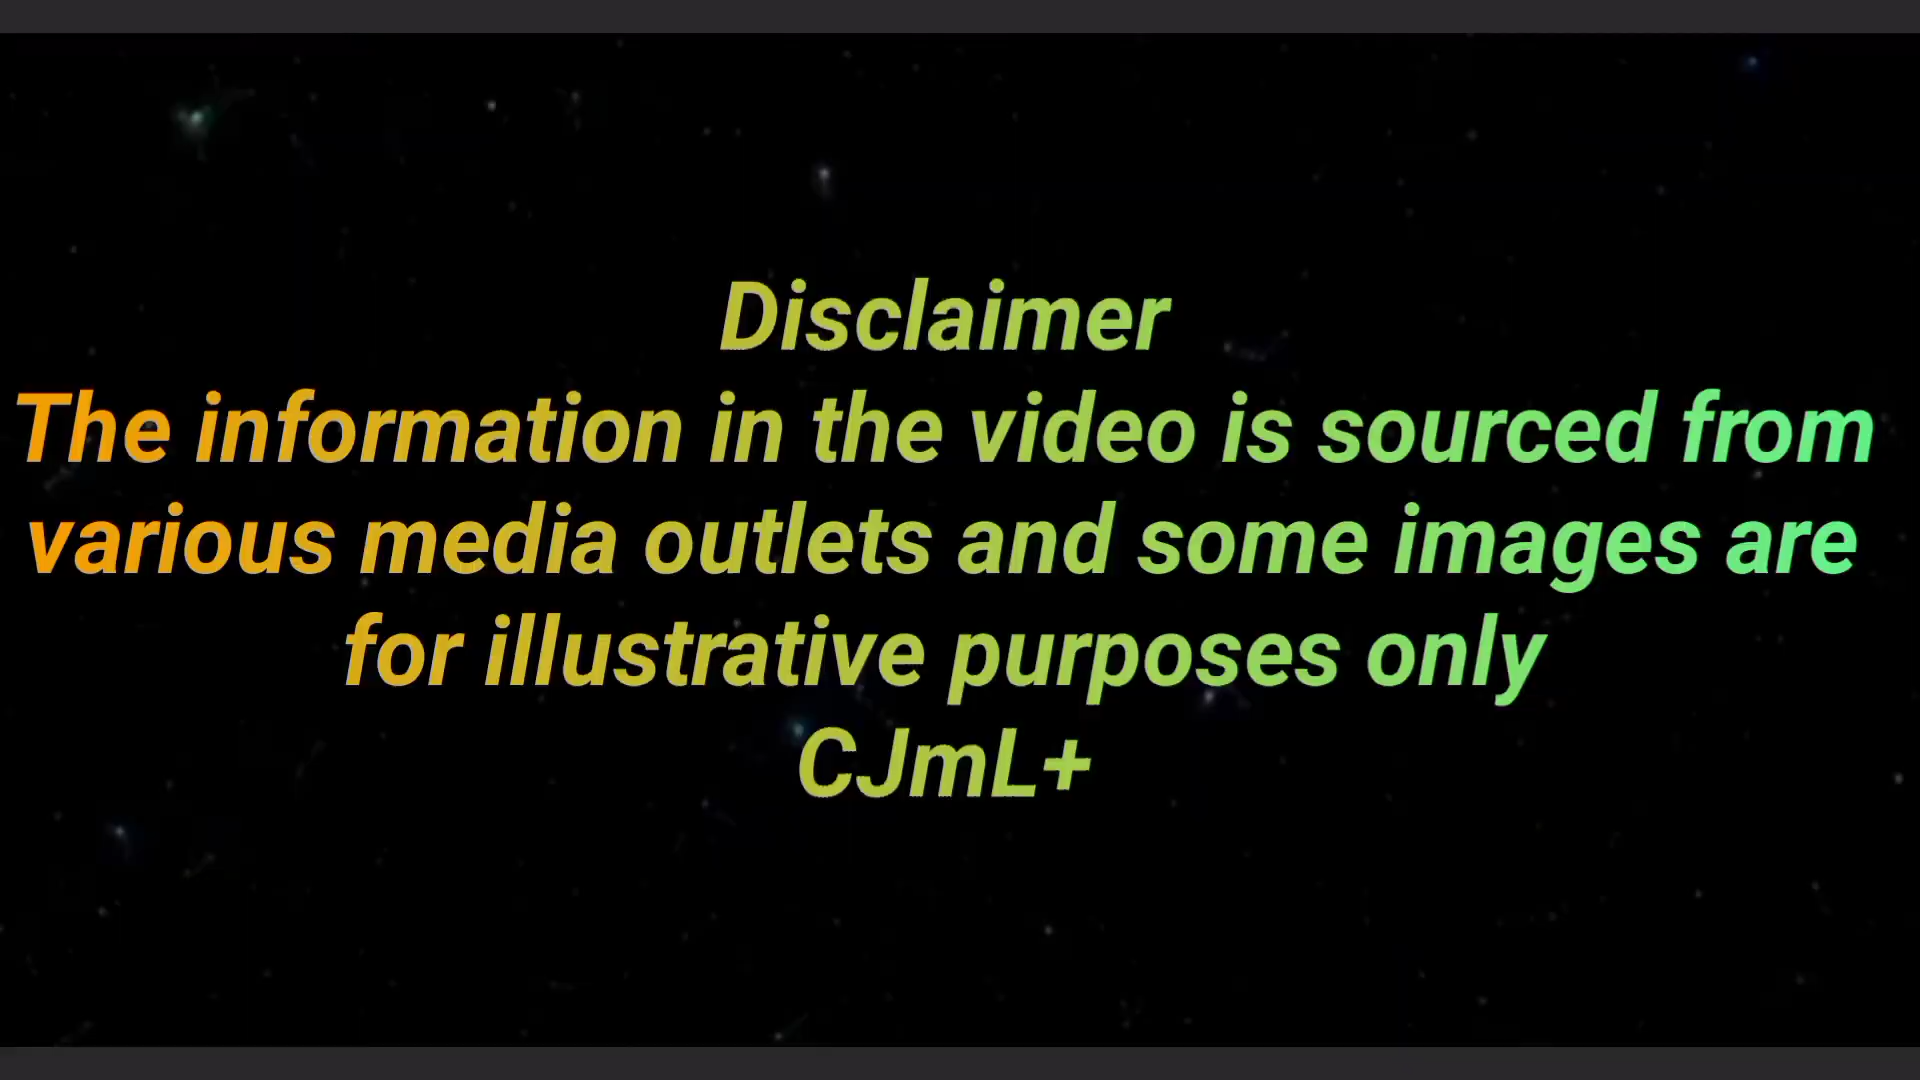 Disclaimer
The information in the video is sourced from
various media outlets and some images are
for illustrative purposes only
CJmL+